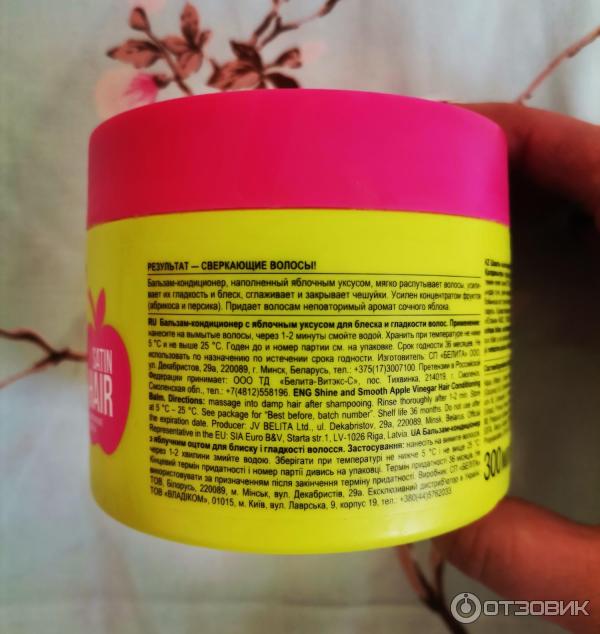 SATIN
HAIR
РЕЗУЛЬТАТ — СВЕРКАЮЩИЕ ВОЛОСЫ!
Бальзам-кондиционер, наполненный яблочным уксусом, мягко распутывает волосы, усили-
вает их гладкость и блеск, сглаживает и закрывает чешуйки. Усилен концентратом фруктов
(абрикоса и персика). Придает волосам неповторимый аромат сочного яблока.
RU Бальзам-кондиционер с яблочным уксусом для блеска и гладкости волос. Применение:
нанесите на вымытые волосы, через 1-2 минуты смойте водой. Хранить при температуре не ниже
5 °С и не выше 25 °С. Годен до и номер партии см. на упаковке. Срок годности 36 месяцев. Не
использовать по назначению по истечении срока годности. Изготовитель: СП «БЕЛИТА» ООО,
ул. Декабристов, 29а, 220089, г. Минск, Беларусь, тел.: +375(17)3007100. Претензии в Российской
Федерации принимает: ООО ТД «Белита-Витэкс-С», пос. Тихвинка, 214019 г. Смоленск,
Смоленская обл., тел.: +7(4812)558196. ENG Shine and Smooth Apple Vinegar Hair Conditioning
Balm. Directions: massage into damp hair after shampooing. Rinse thoroughly after 1-2 min. Store
at 5 °C – 25 °C. See package for “Best before, batch number”. Shelf life 36 months. Do not use after
the expiration date. Producer: JV BELITA Ltd., ul. Dekabristov, 29a, 220089, Minsk, Belarus. Official
Representative in the EU: SIA Euro B&V, Starta str.1, LV-1026 Riga, Latvia. UA Бальзам-кондиціонер
з яблучним оцтом для блиску і гладкості волосся. Застосування: нанесіть на вимите волосся,
через 1-2 хвилини змийте водою. Зберігати при температурі не нижче 5 °С і не вище 25 °С.
Кінцевий термін придатності і номер партії дивись на упаковці. Термін придатності 36 місяців. Не
використовувати за призначенням після закінчення терміну придатності. Виробник: СП «БЕЛІТА»
ТОВ, Білорусь, 220089, м. Мінськ, вул. Декабристів, 29а. Ексклюзивний дистриб'ютор в Україні:
ТОВ «ВЛАДІКОМ», 01015, м. Київ, вул. Лаврська, 9, корпус 19, тел.: +380(44)5762033
KZ
300
ОТЗОВИК